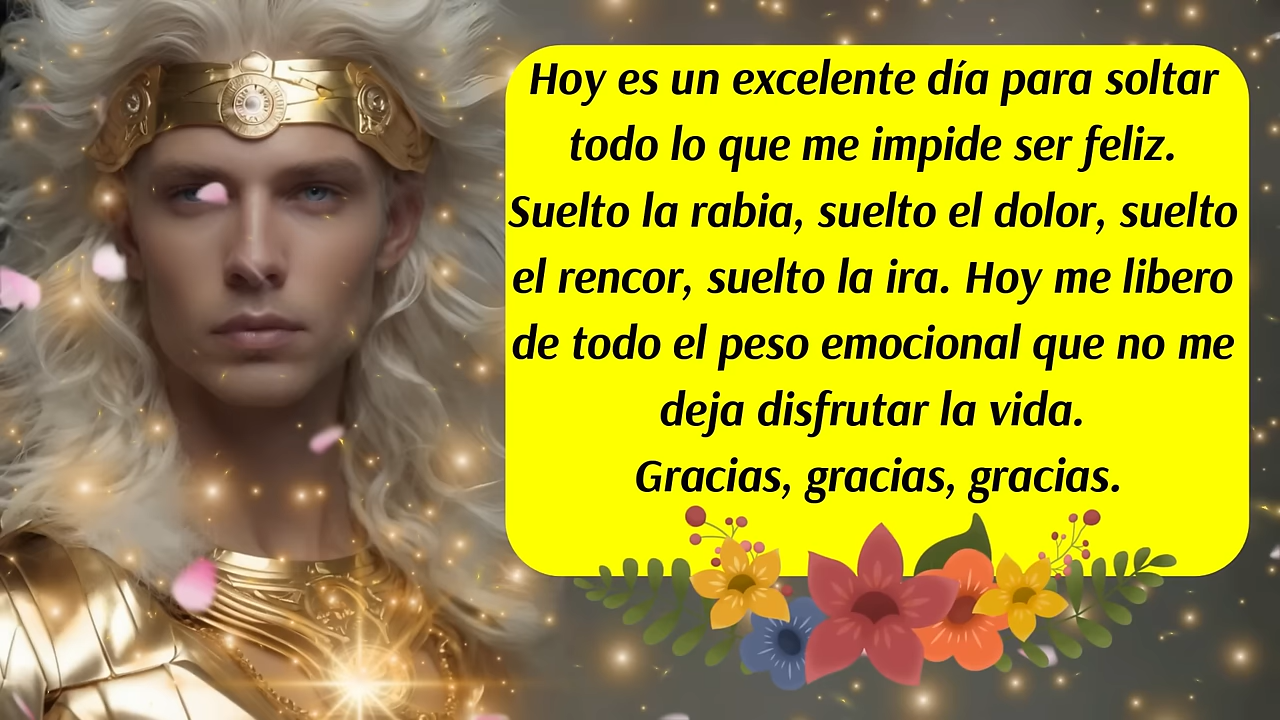 Hoy es un excelente día para soltar
todo lo que me impide ser feliz.
Suelto la rabia, suelto el dolor, suelto
el rencor, suelto la ira. Hoy me libero
de todo el peso emocional que no me
deja disfrutar la vida.
Gracias, gracias, gracias.